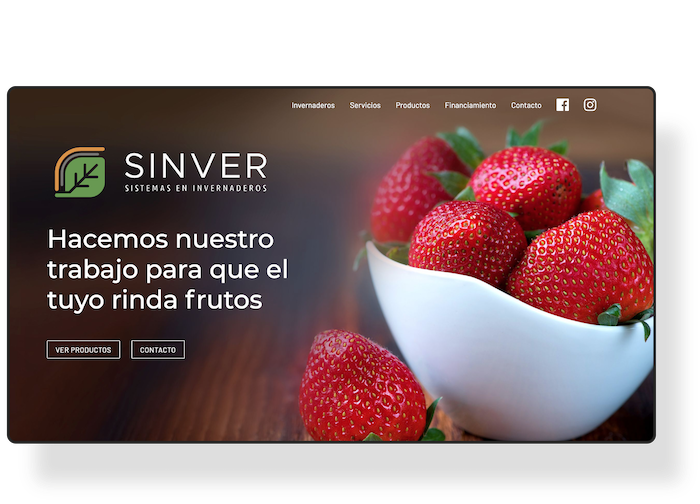 Invernaderos Servicios Productos Financiamiento Contacto
SINVER
SISTEMAS EN INVERNADEROS
Hacemos nuestro
trabajo para que el
tuyo rinda frutos
VER PRODUCTOS CONTACTO